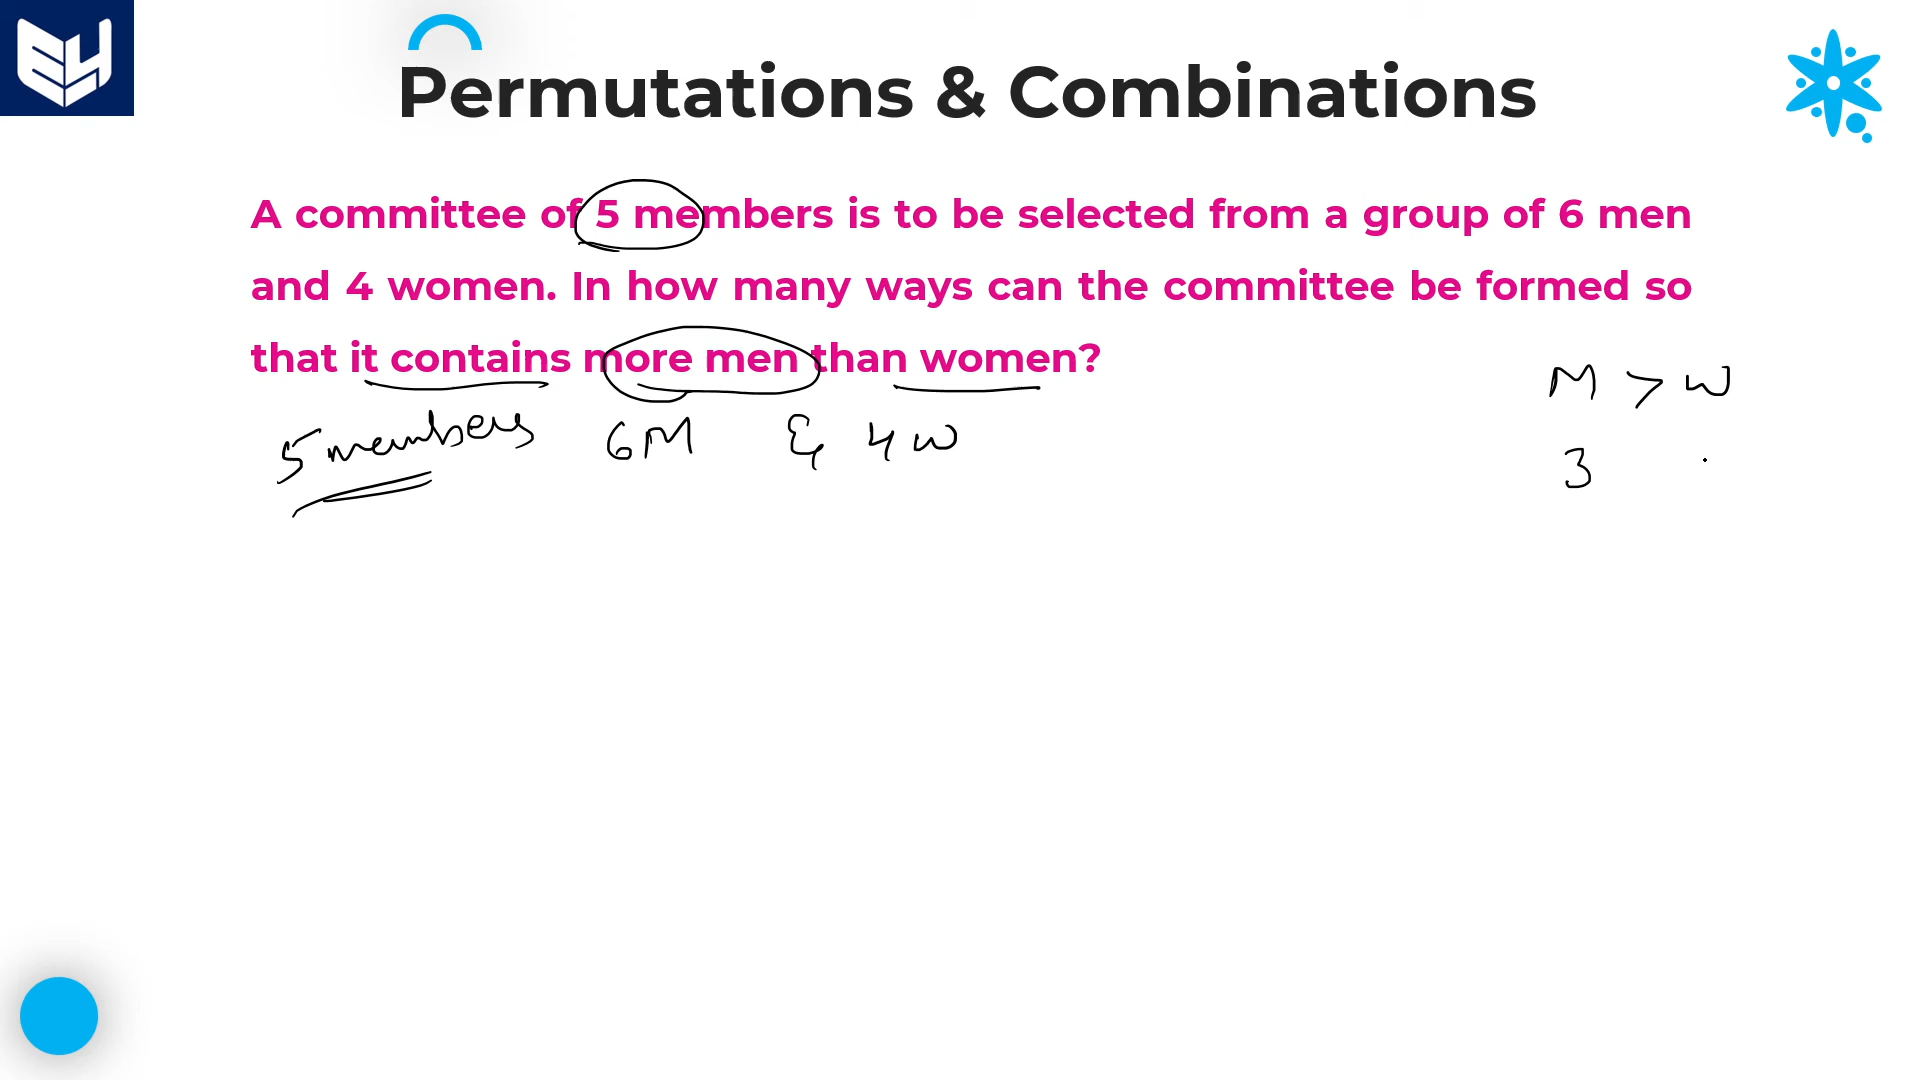 Permutations & Combinations
A committee of 5 members is to be selected from a group of 6 men
and 4 women. In how many ways can the committee be formed so
that it contains more men than women?
M > W
5 members 6M & 4W
3